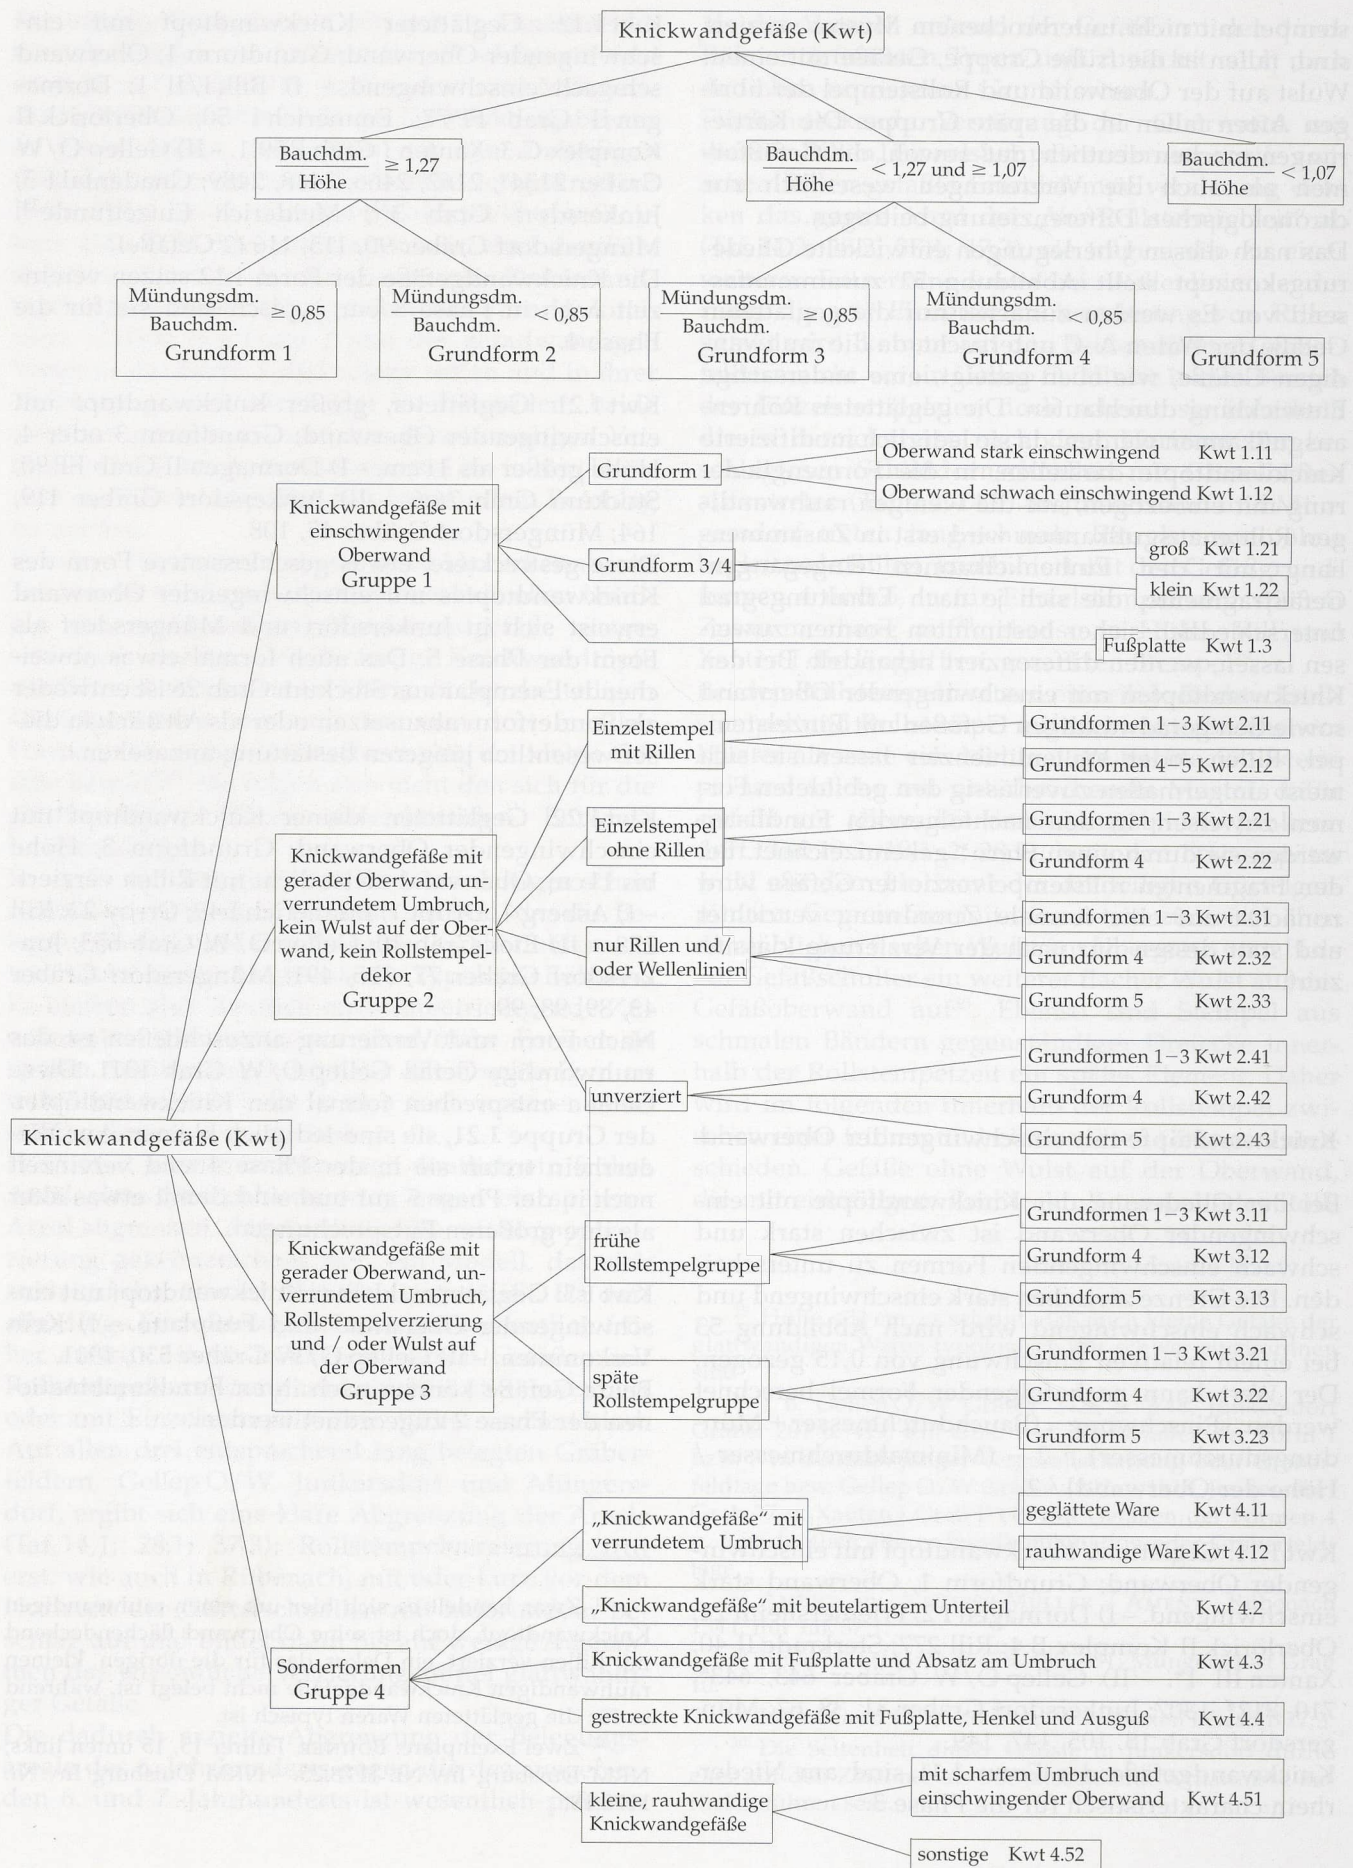 Knickwandgefäße (Kwt)
Bauchdm.
Höhe
≥ 1,27
Bauchdm.
Höhe
< 1,27 und ≥ 1,07
Bauchdm.
Höhe
< 1,07
Mündungsdm.
Bauchdm.
≥ 0,85
Grundform 1
Mündungsdm.
Bauchdm.
< 0,85
Grundform 2
Mündungsdm.
Bauchdm.
≥ 0,85
Grundform 3
Mündungsdm.
Bauchdm.
< 0,85
Grundform 4
Grundform 5
Knickwandgefäße (Kwt)
Knickwandgefäße mit
einschwingender
Oberwand
Gruppe 1
Grundform 1
Oberwand stark einschwingend Kwt 1.11
Oberwand schwach einschwingend Kwt 1.12
Grundform 3/4
groß Kwt 1.21
klein Kwt 1.22
Fußplatte Kwt 1.3
Knickwandgefäße mit
gerader Oberwand, un-
verrundetem Umbruch,
kein Wulst auf der Ober-
wand, kein Rollstempel-
dekor
Gruppe 2
Einzelstempel
mit Rillen
Grundformen 1–3 Kwt 2.11
Grundformen 4–5 Kwt 2.12
Einzelstempel
ohne Rillen
Grundformen 1–3 Kwt 2.21
Grundform 4 Kwt 2.22
nur Rillen und/
oder Wellenlinien
Grundformen 1–3 Kwt 2.31
Grundform 4 Kwt 2.32
Grundform 5 Kwt 2.33
unverziert
Grundformen 1–3 Kwt 2.41
Grundform 4 Kwt 2.42
Grundform 5 Kwt 2.43
Knickwandgefäße mit
gerader Oberwand, un-
verrundetem Umbruch,
Rollstempelverzierung
und / oder Wulst auf
der Oberwand
Gruppe 3
frühe
Rollstempelgruppe
Grundformen 1–3 Kwt 3.11
Grundform 4 Kwt 3.12
Grundform 5 Kwt 3.13
späte
Rollstempelgruppe
Grundformen 1–3 Kwt 3.21
Grundform 4 Kwt 3.22
Grundform 5 Kwt 3.23
Sonderformen
Gruppe 4
„Knickwandgefäße" mit
verrundetem Umbruch
geglättete Ware Kwt 4.11
rauhwandige Ware Kwt 4.12
„Knickwandgefäße" mit beutelartigem Unterteil Kwt 4.2
Knickwandgefäße mit Fußplatte und Absatz am Umbruch Kwt 4.3
gestreckte Knickwandgefäße mit Fußplatte, Henkel und Ausguß Kwt 4.4
kleine, rauhwandige
Knickwandgefäße
mit scharfem Umbruch und
einschwingender Oberwand Kwt 4.51
sonstige Kwt 4.52